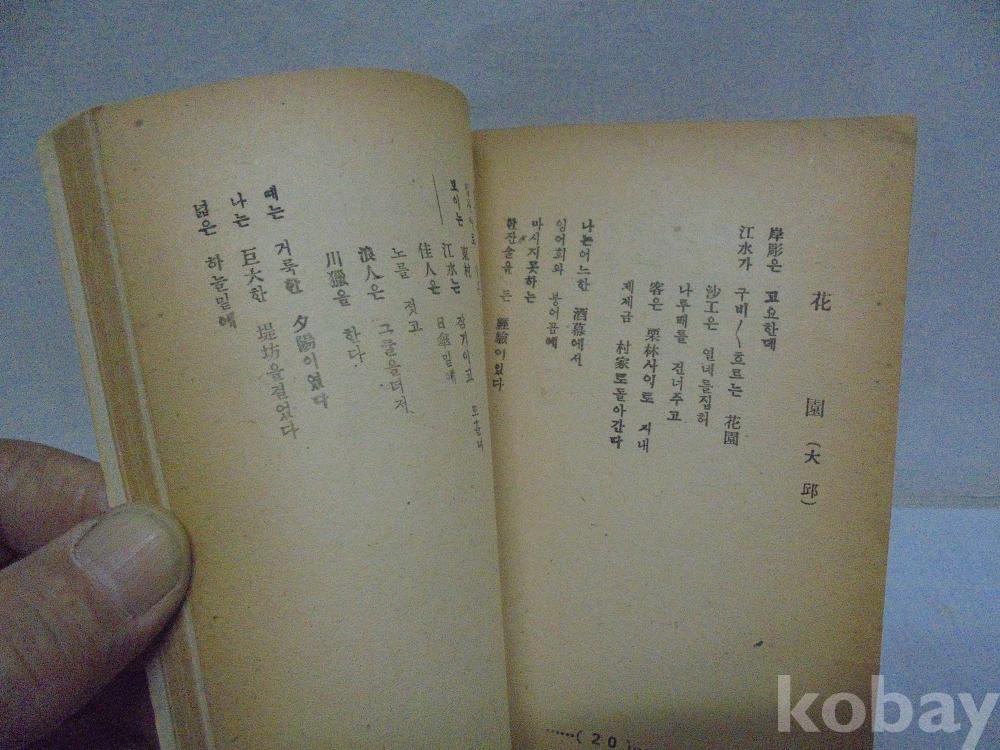 花園(大邱)
岸彫은 고요한데
江水가 구비〳〵흐르는 花園
沙工은 열네틀집허
나루배를 건너주고
客은 栗林사이로 지내
제제금 村家로돌아간다
나는어느한 酒幕에서
잉어회와 붕어곰에
마시지못하는
한잔술을 든 經驗이있다
보이는 東村
江水는 잠기이고
佳人은 日傘밑에
노를 젓고
浪人은 그물을더저
川獵을 한다
때는 거룩한 夕陽이였다
나는 巨大한 堤坊을걸었다
넓은 하늘밑에
......(20)...
kobay